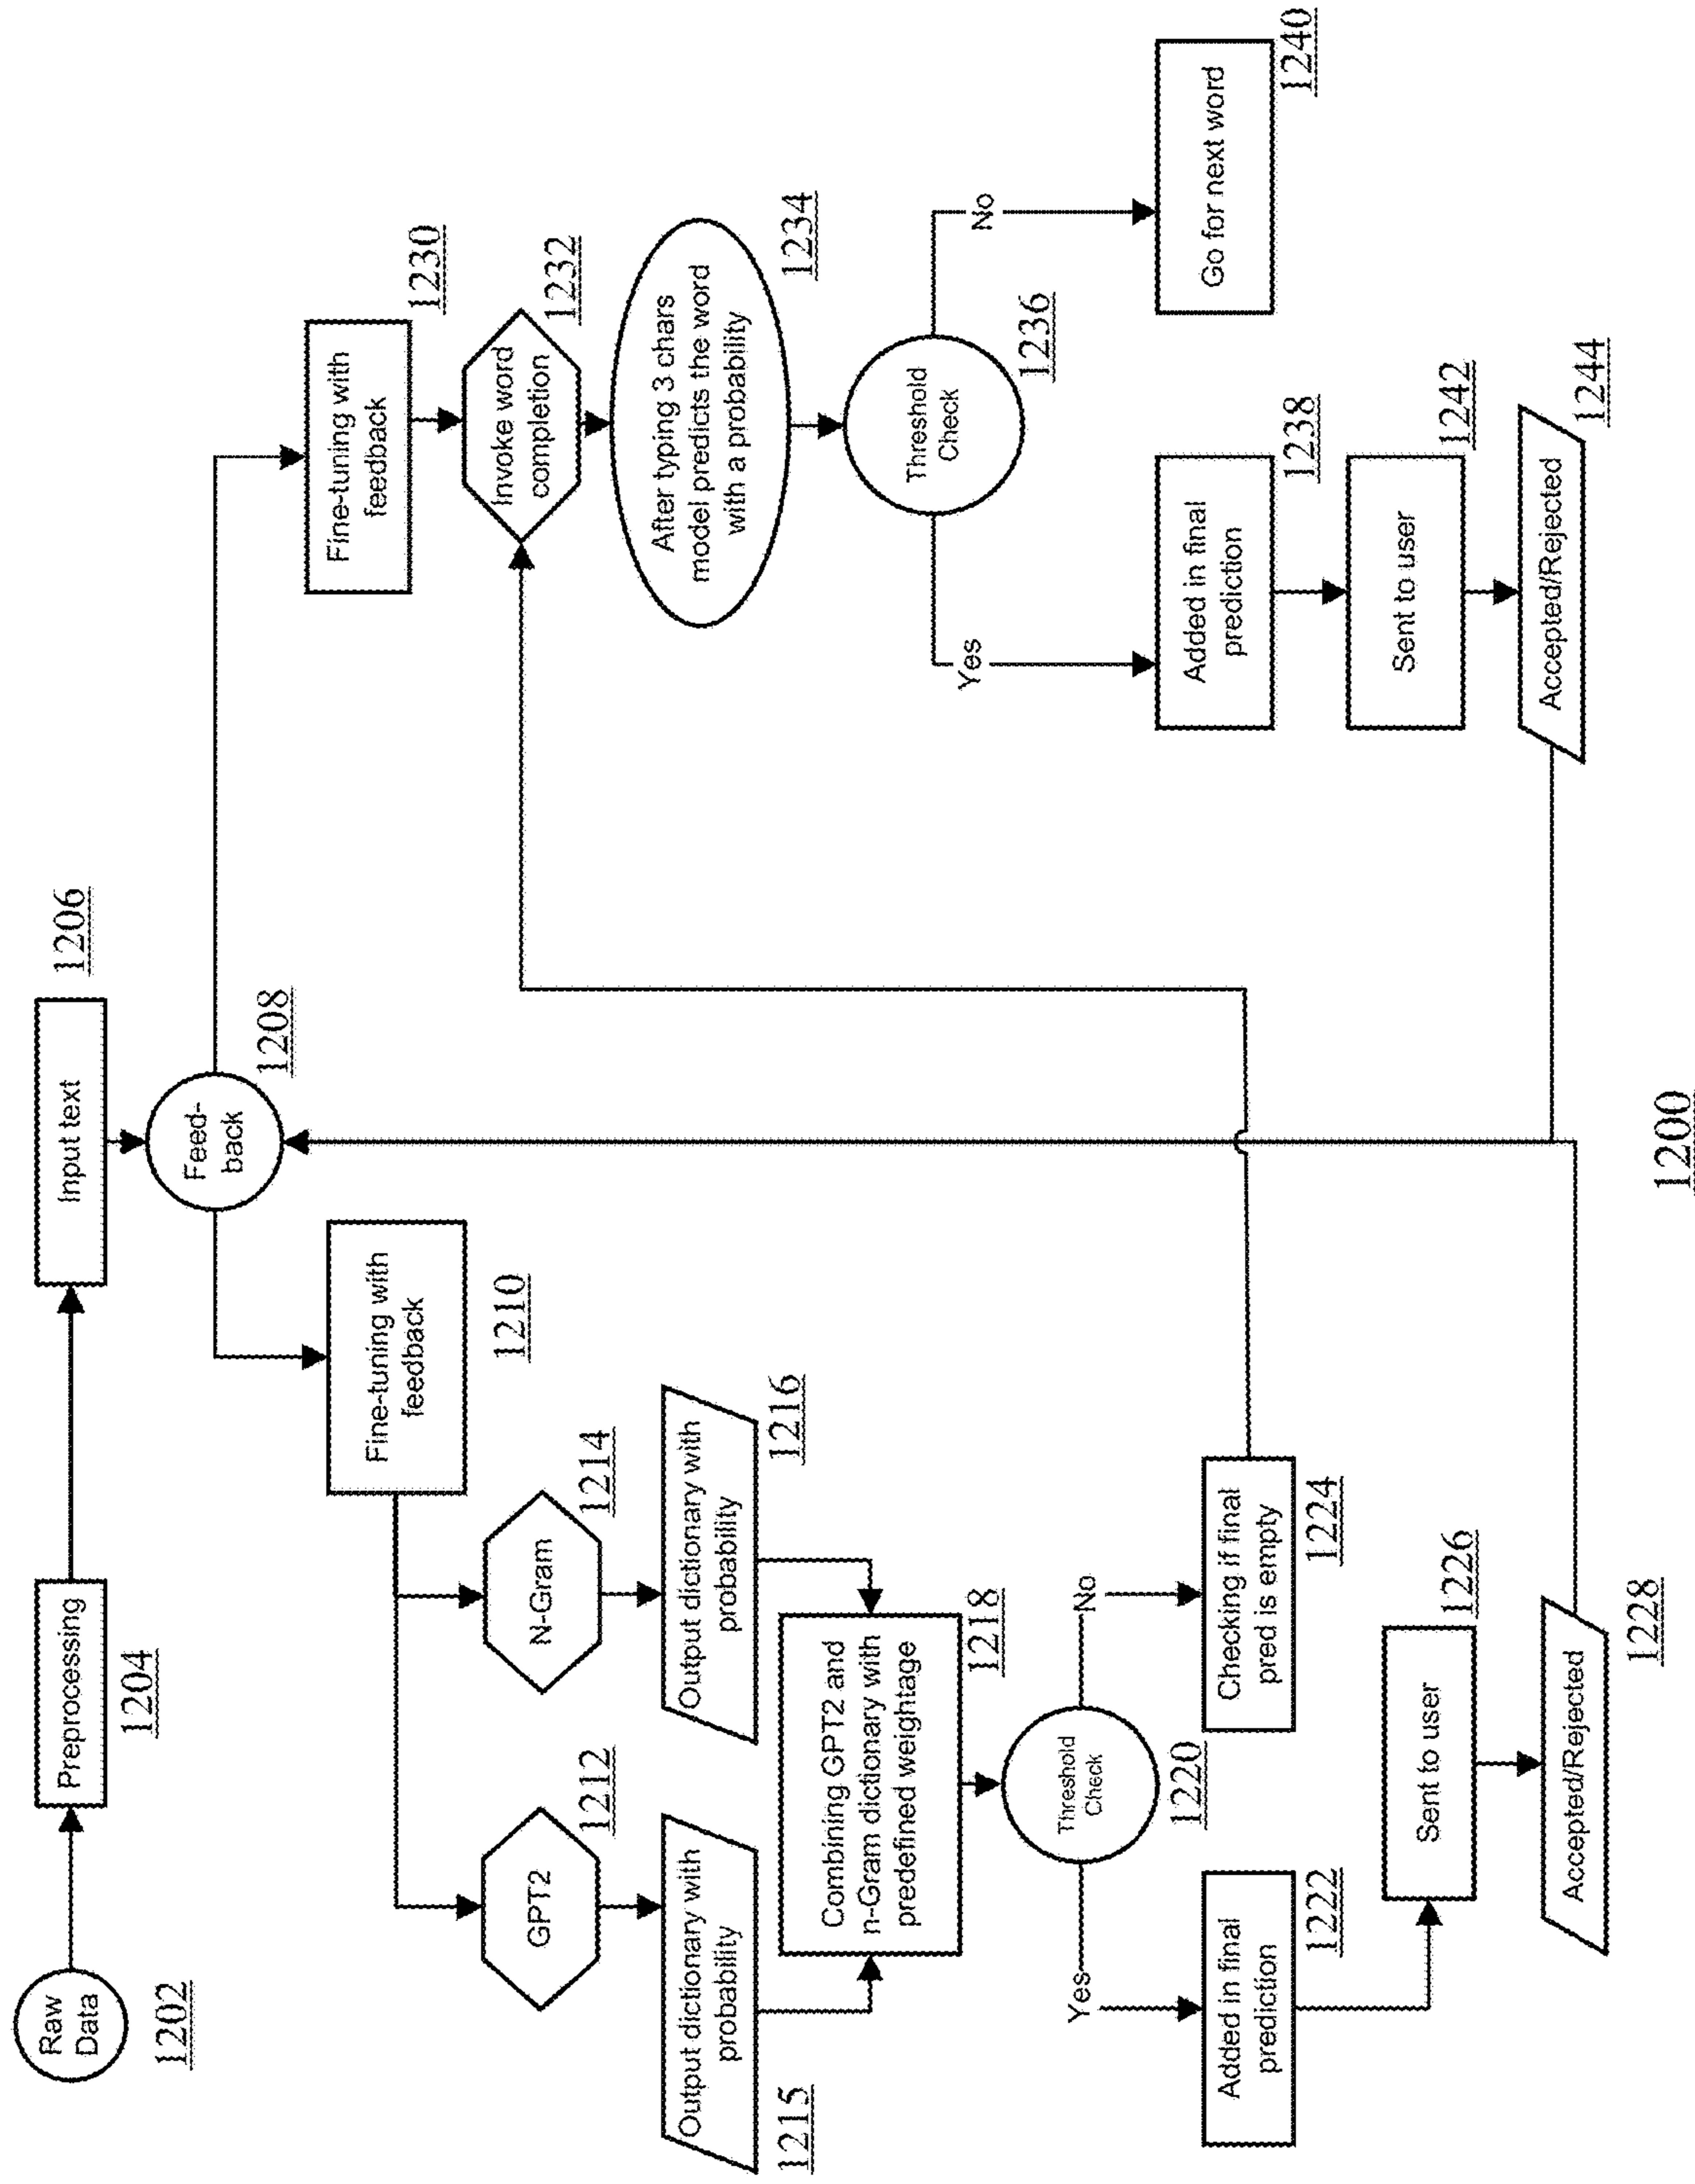 Raw
Data
1202
Preprocessing
1204
Input text
1206
Feed-
back
1208
Fine-tuning with
feedback
1210
GPT2
1212
N-Gram
1214
Output dictionary with
probability
1215
Output dictionary with
probability
1216
Combining GPT2 and
n-Gram dictionary with
predefined weightage
1218
Threshold
Check
1220
Yes
No
Added in final
prediction
1222
Checking if final
pred is empty
1224
Sent to user
1226
Accepted/Rejected
1228
Fine-tuning with
feedback
1230
Invoke word
completion
1232
After typing 3 chars
model predicts the word
with a probability
1234
Threshold
Check
1236
Yes
No
Added in final
prediction
1238
Go for next word
1240
Sent to user
1242
Accepted/Rejected
1244
1200